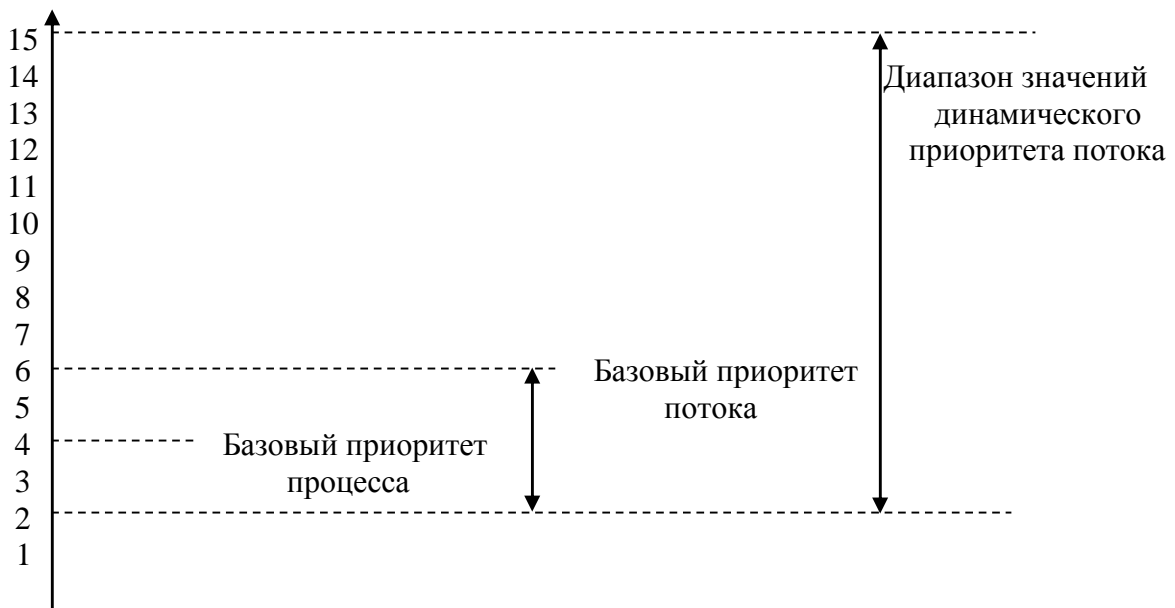 15
14
13
12
11
10
9
8
7
6
5
4
3
2
1
Диапазон значений
динамического
приоритета потока
Базовый приоритет
потока
Базовый приоритет
процесса